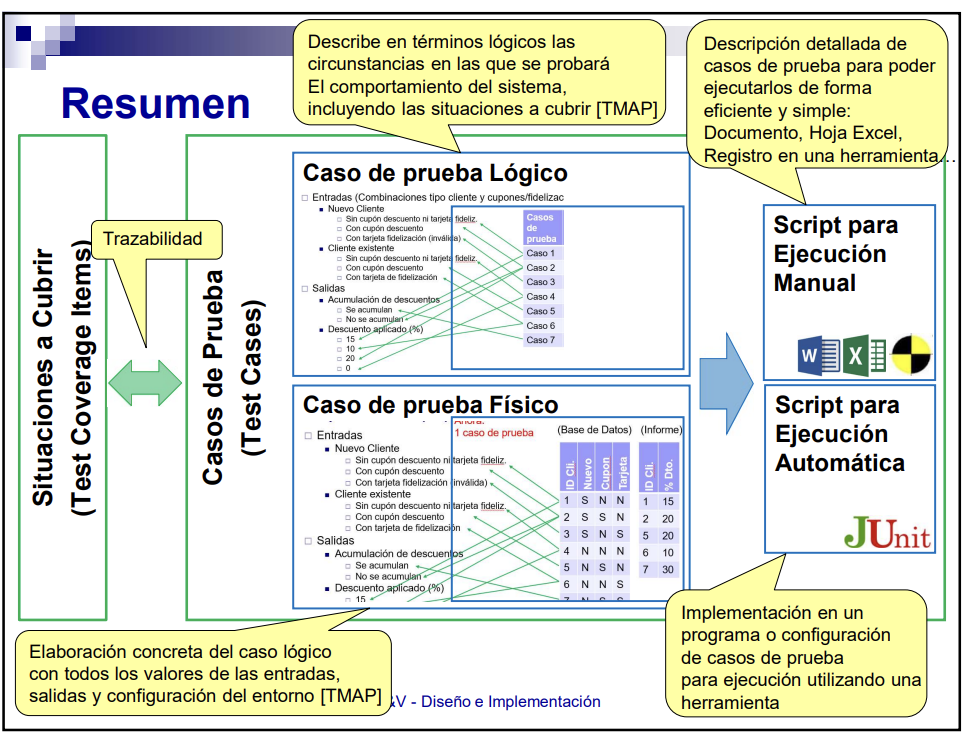 Describe en términos lógicos las
circunstancias en las que se probará
El comportamiento del sistema,
incluyendo las situaciones a cubrir [TMAP]
Descripción detallada de
casos de prueba para poder
ejecutarlos de forma
eficiente y simple:
Documento, Hoja Excel,
Registro en una herramienta…
Resumen
Situaciones a Cubrir
(Test Coverage Items)
Trazabilidad
Casos de Prueba
(Test Cases)
Caso de prueba Lógico
Entradas (Combinaciones tipo cliente y cupones/fidelizac
Nuevo Cliente
Sin cupón descuento ni tarjeta fideliz.
Con cupón descuento
Con tarjeta fidelización (inválida)
Cliente existente
Sin cupón descuento ni tarjeta fideliz.
Con cupón descuento
Con tarjeta de fidelización
Salidas
Acumulación de descuentos
Se acumulan
No se acumulan
Descuento aplicado (%)
15
10
20
0
Casos
de
prueba
Caso 1
Caso 2
Caso 3
Caso 4
Caso 5
Caso 6
Caso 7
Caso de prueba Físico
Ahora:
1 caso de prueba
(Base de Datos) (Informe)
Entradas
Nuevo Cliente
Sin cupón descuento ni tarjeta fideliz.
Con cupón descuento
Con tarjeta fidelización (inválida)
Cliente existente
Sin cupón descuento ni tarjeta fideliz.
Con cupón descuento
Con tarjeta de fidelización
Salidas
Acumulación de descuentos
Se acumulan
No se acumulan
Descuento aplicado (%)
15
ID Cli. Nuevo Cupon Tarjeta
1 S N N
2 S S N
3 S N S
4 N N N
5 N S N
6 N N S
7 N S S
ID Cli. % Dto.
1 15
2 20
5 20
6 10
7 30
Script para
Ejecución
Manual
W X
Script para
Ejecución
Automática
JUnit
Elaboración concreta del caso lógico
con todos los valores de las entradas,
salidas y configuración del entorno [TMAP]
&V - Diseño e Implementación
Implementación en un
programa o configuración
de casos de prueba
para ejecución utilizando una
herramienta